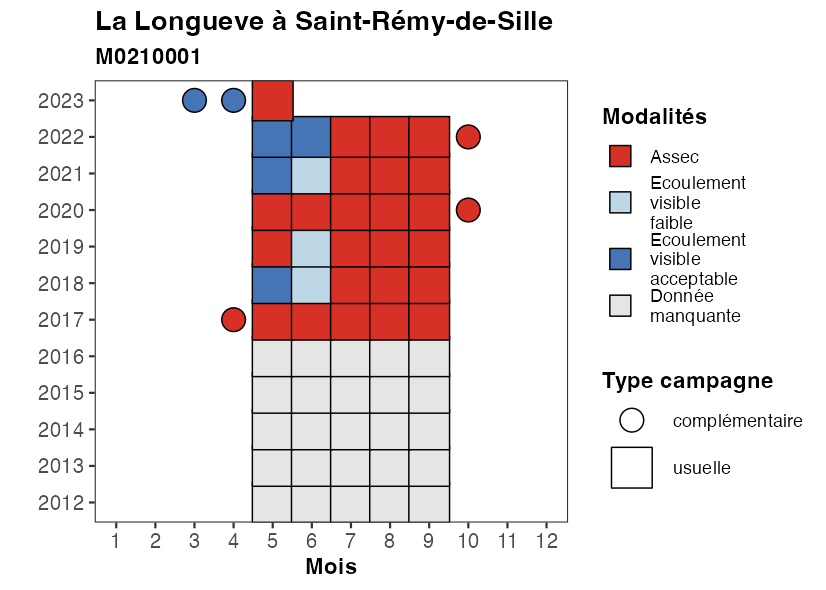 La Longueve à Saint-Rémy-de-Sille
M0210001
2023
2022
2021
2020
2019
2018
2017
2016
2015
2014
2013
2012
1 2 3 4 5 6 7 8 9 10 11 12
Mois
Modalités
Assec
Ecoulement
visible
faible
Ecoulement
visible
acceptable
Donnée
manquante
Type campagne
complémentaire
usuelle